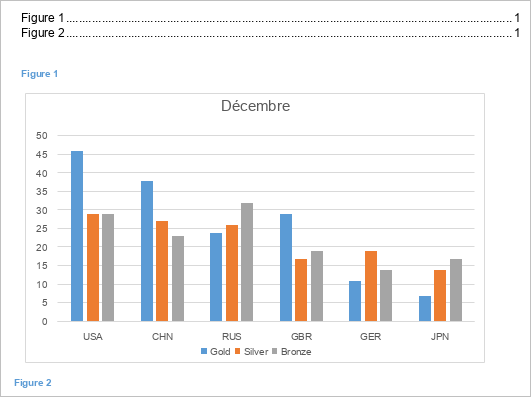 Figure 1........................................................................................................................................ 1
Figure 2........................................................................................................................................ 1
Figure 1
Décembre
50
45
40
35
30
25
20
15
10
5
0
USA CHN RUS GBR GER JPN
Gold Silver Bronze
Figure 2